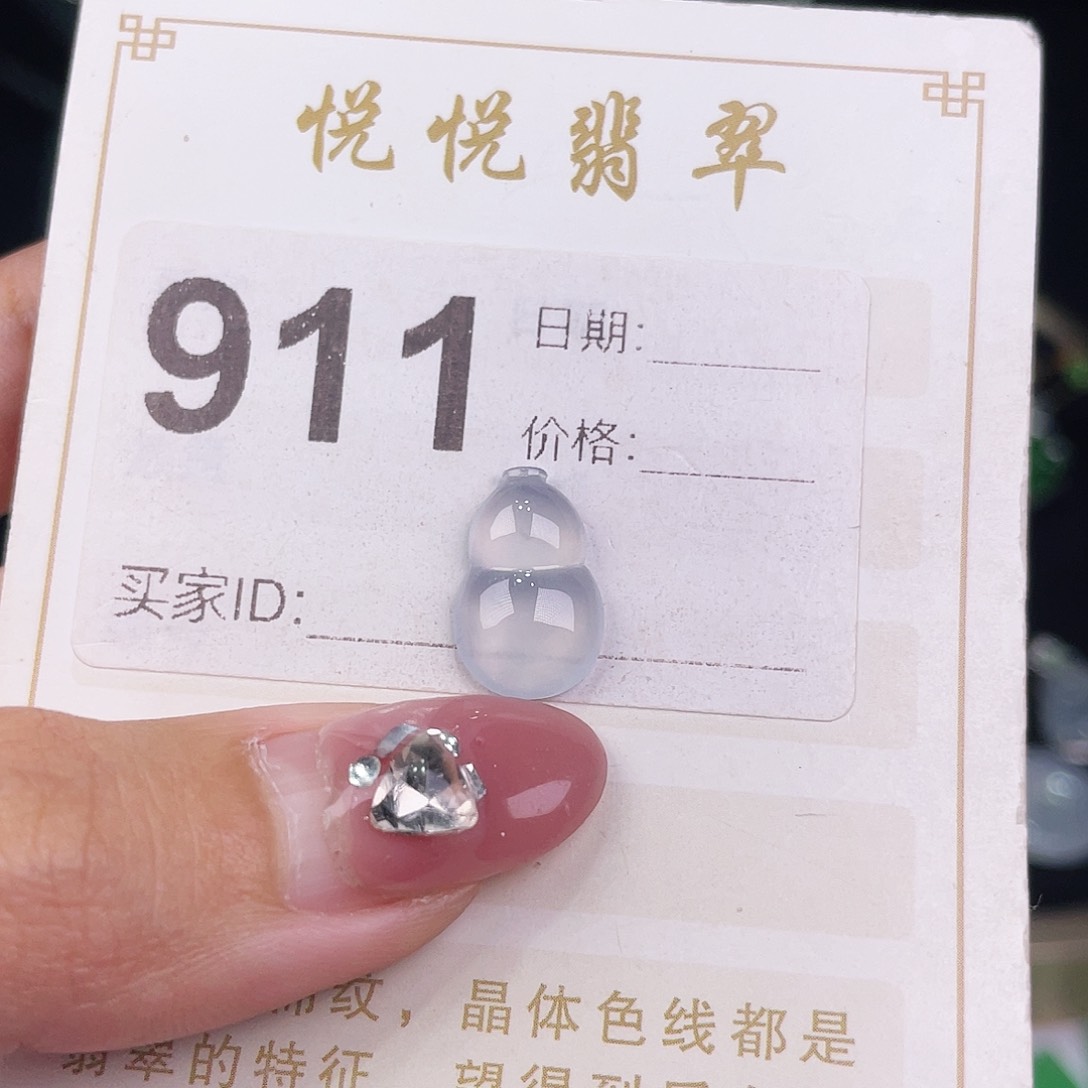 悦悦翡翠
911
日期:
价格:
买家ID:
纹，晶体色线都是
翡翠的特征